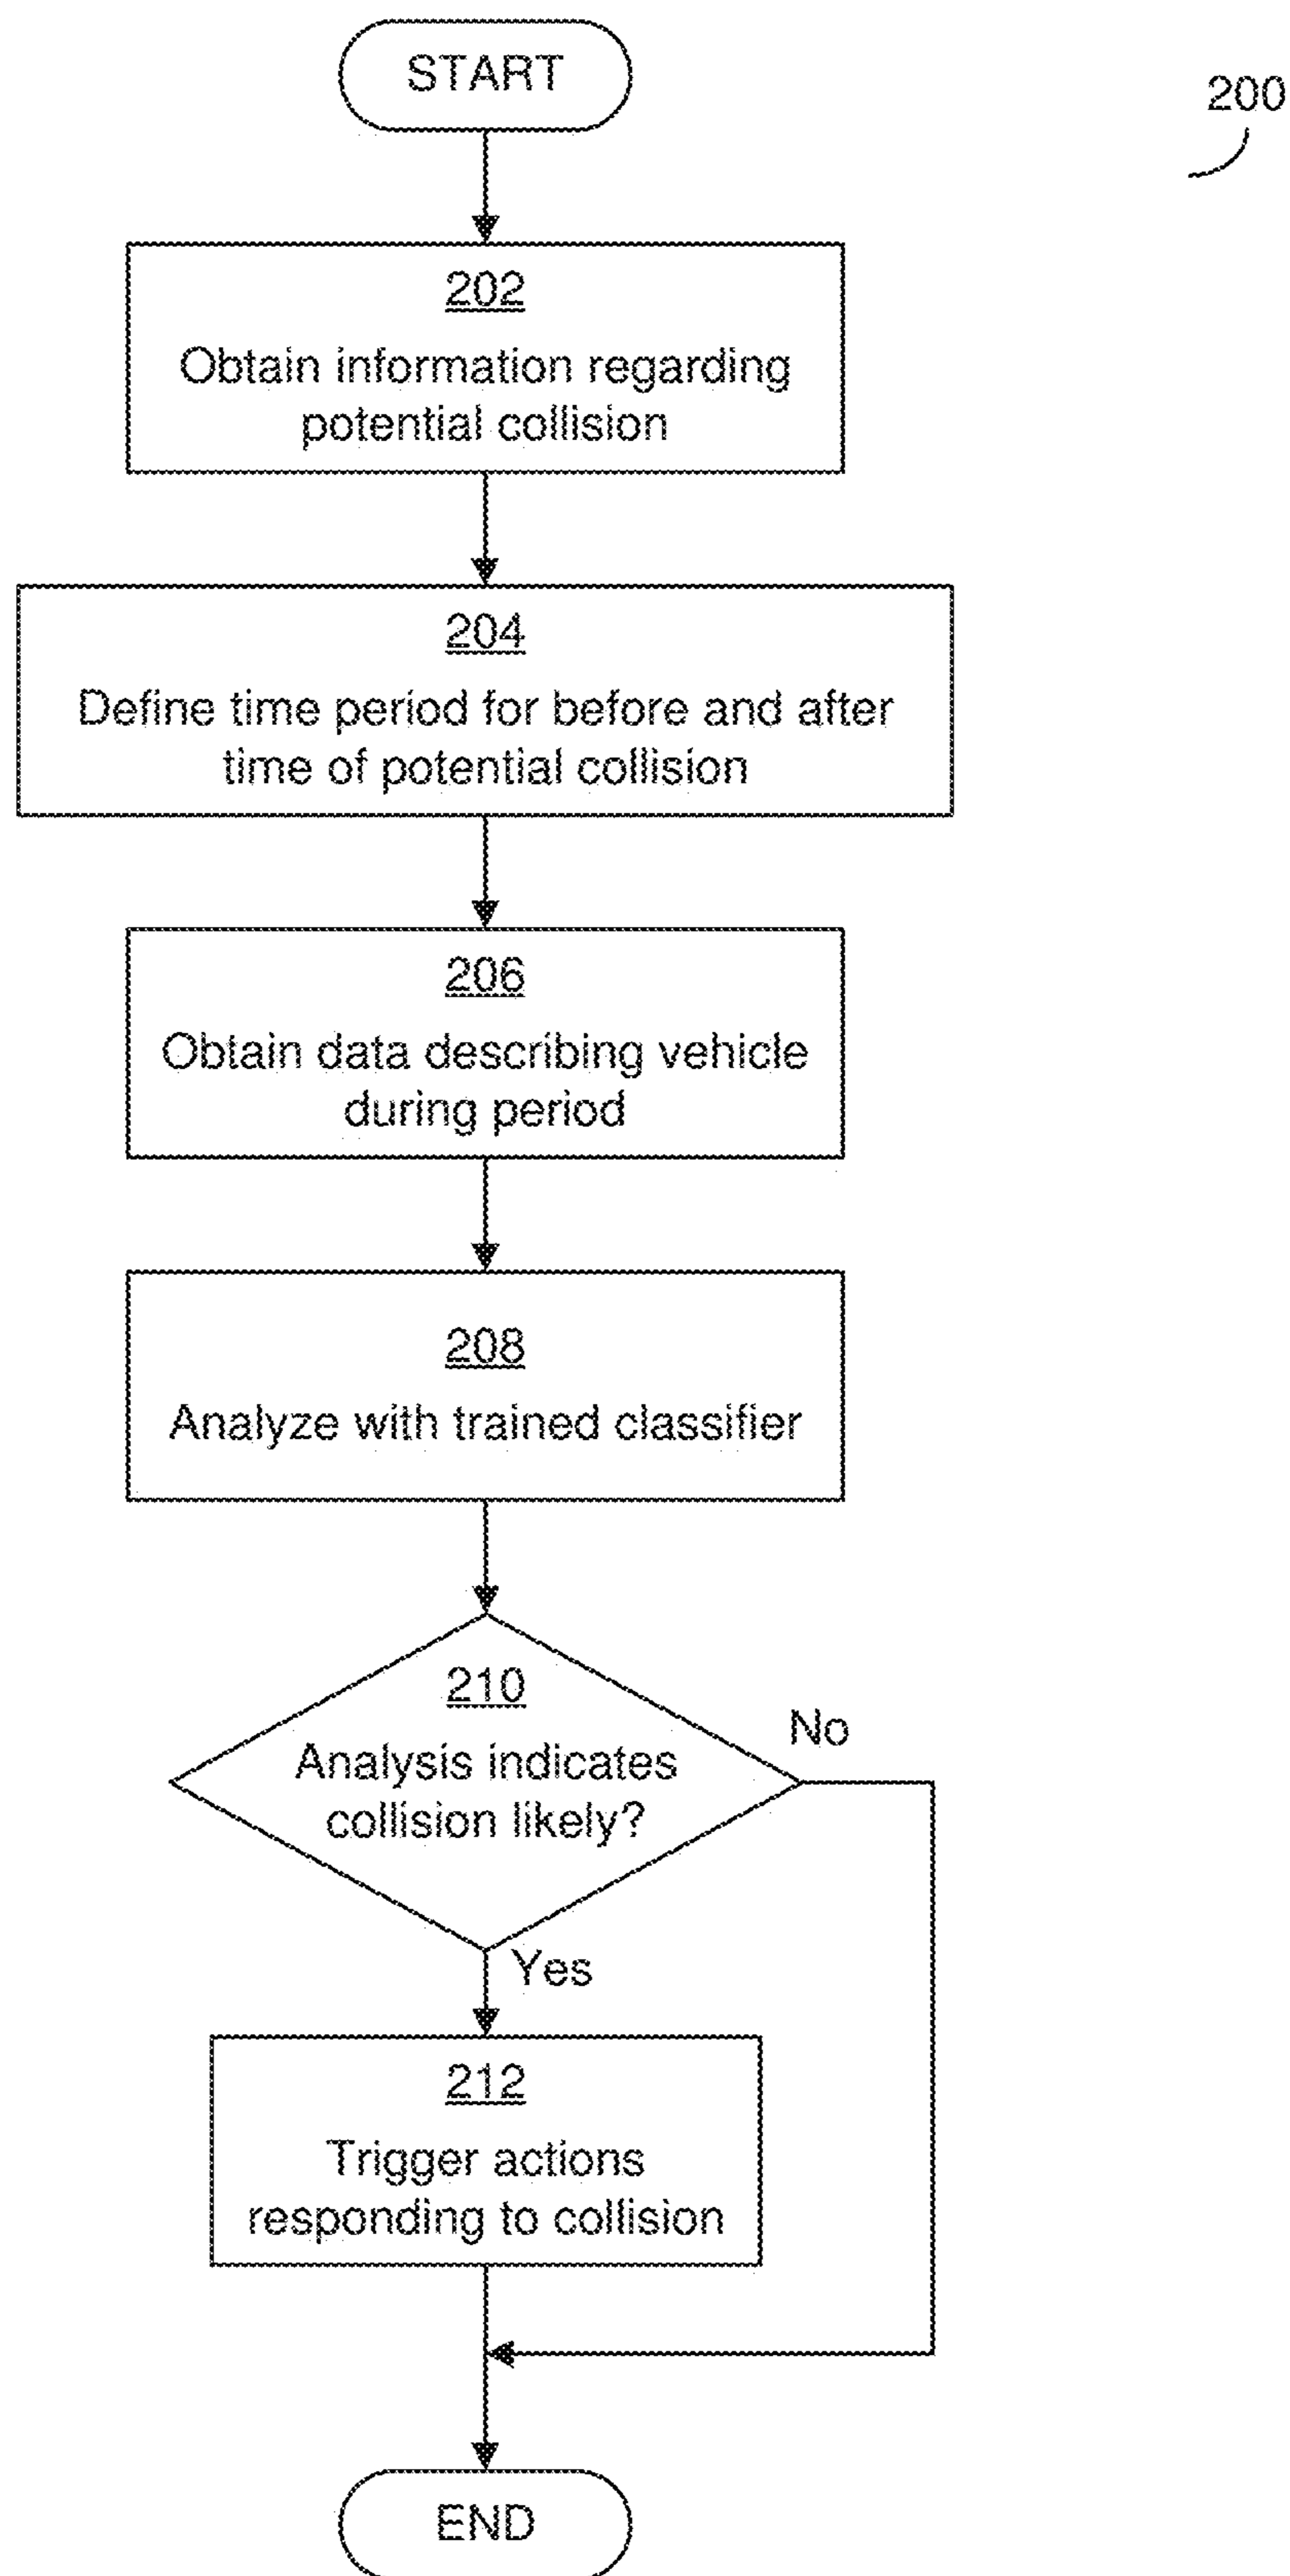 START
200
202
Obtain information regarding
potential collision
204
Define time period for before and after
time of potential collision
206
Obtain data describing vehicle
during period
208
Analyze with trained classifier
210
Analysis indicates
collision likely?
No
Yes
212
Trigger actions
responding to collision
END